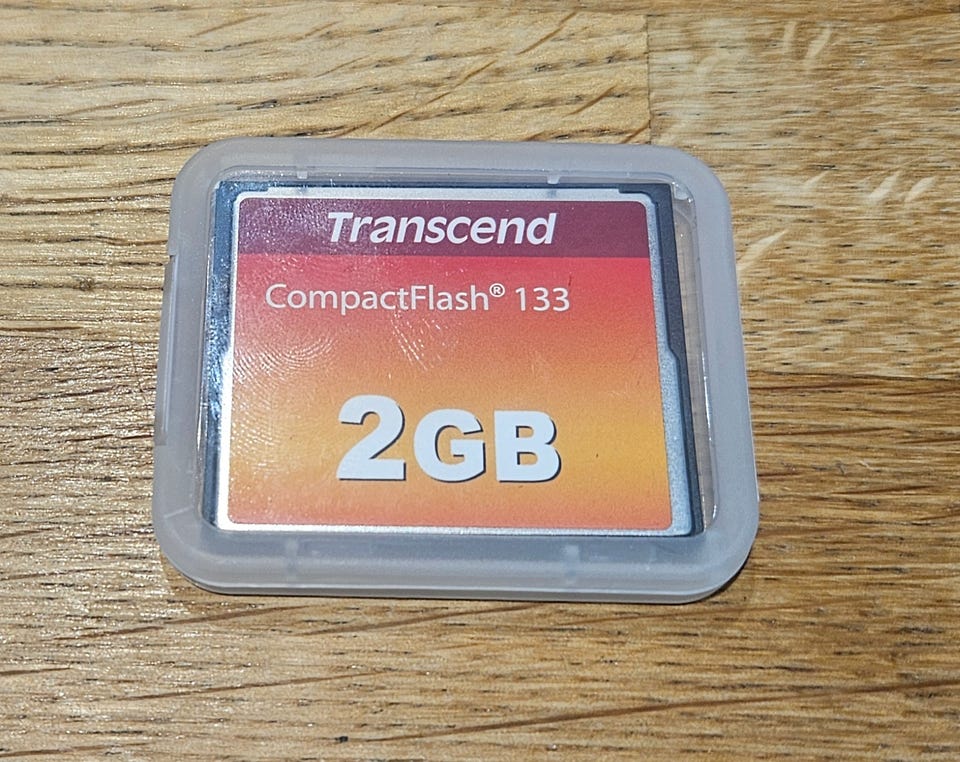 Transcend
CompactFlash® 133
2GB